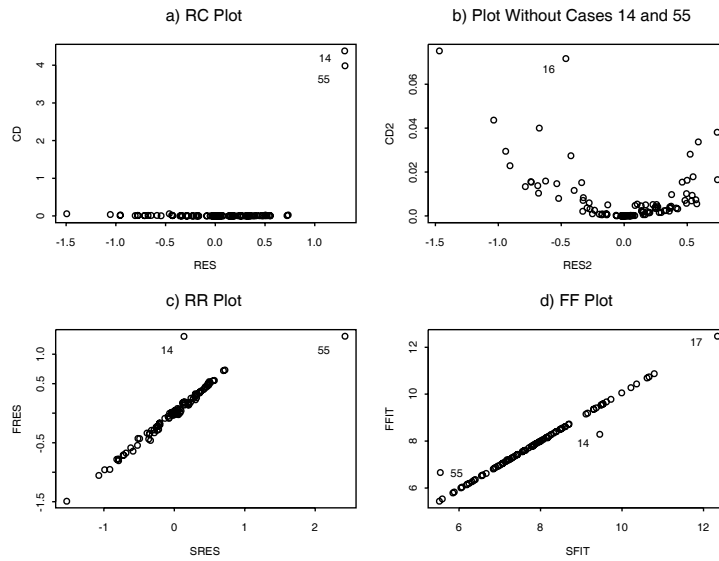 a) RC Plot
14
55
CD
0 1 2 3 4
-1.5 -1.0 -0.5 0.0 0.5 1.0
RES
b) Plot Without Cases 14 and 55
16
CD2
0.0 0.02 0.04 0.06
-1.5 -1.0 -0.5 0.0 0.5
RES2
c) RR Plot
14
55
FRES
-1.5 -0.5 0.5 1.0
-1 0 1 2
SRES
d) FF Plot
17
14
55
FFIT
6 8 10 12
6 8 10 12
SFIT